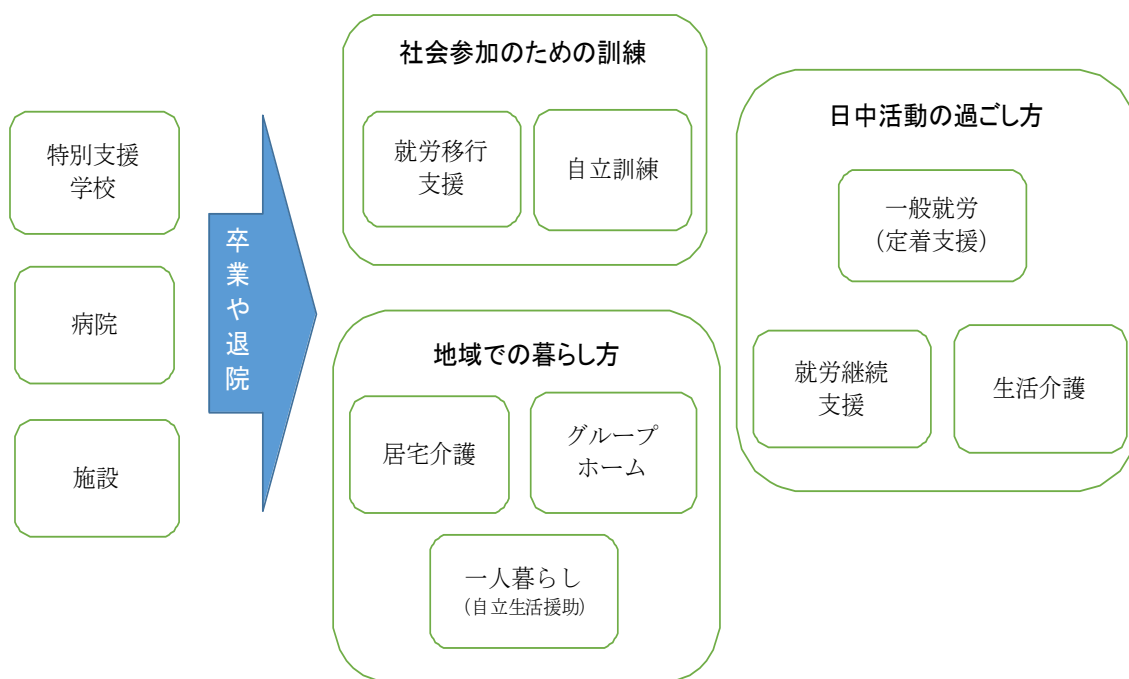 特別支援
学校
病院
施設
卒業や退院
社会参加のための訓練
就労移行
支援
自立訓練
地域での暮らし方
居宅介護
グループ
ホーム
一人暮らし
（自立生活援助）
日中活動の過ごし方
一般就労
（定着支援）
就労継続
支援
生活介護